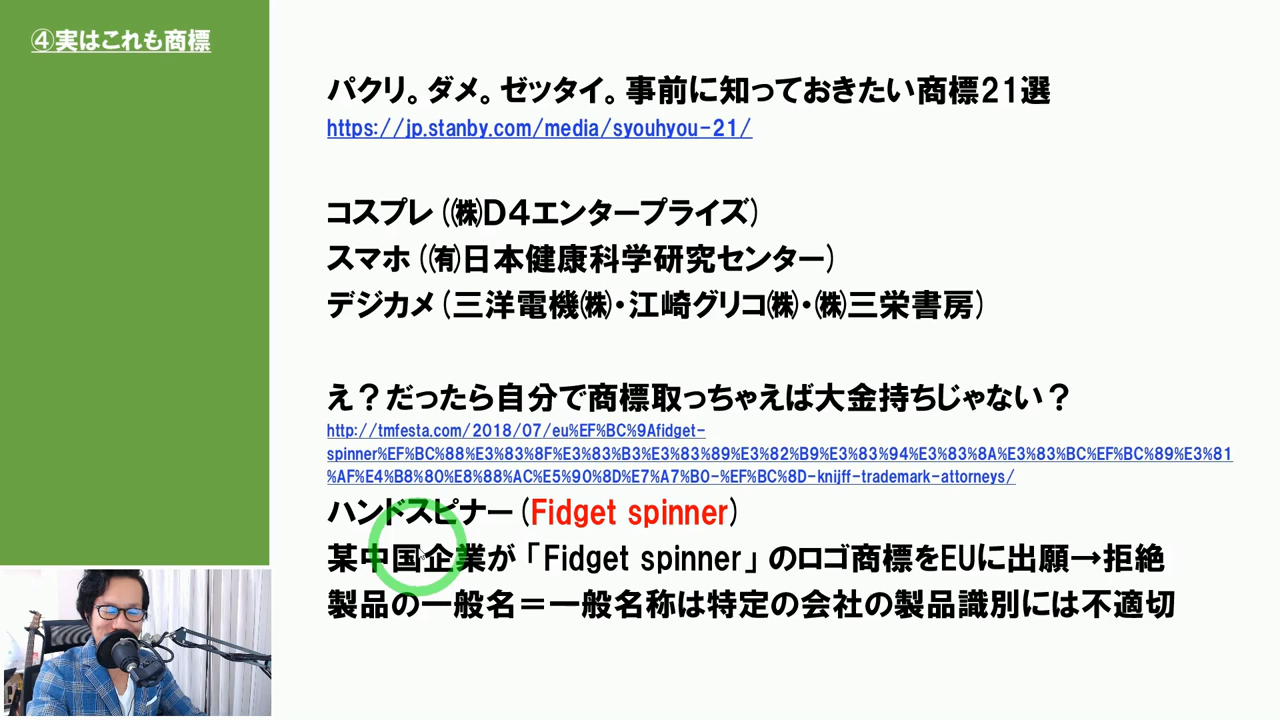 ④実はこれも商標
パクリ。ダメ。ゼッタイ。事前に知っておきたい商標21選
https://jp.stanby.com/media/syouhyou-21/
コスプレ(㈱D4エンタープライズ)
スマホ(㈲日本健康科学研究センター)
デジカメ(三洋電機㈱・江崎グリコ㈱・㈱三栄書房)
え？だったら自分で商標取っちゃえば大金持ちじゃない？
http://tmfesta.com/2018/07/eu%EF%BC%9Afidget-
spinner%EF%BC%88%E3%83%8F%E3%83%B3%E3%83%89%E3%82%B9%E3%83%94%E3%83%8A%E3%83%BC%EF%BC%89%E3%81
%AF%E4%B8%80%E8%88%AC%E5%90%8D%E7%A7%B0-%EF%BC%8D-knijff-trademark-attorneys/
ハンドスピナー(Fidget spinner)
某中国企業が「Fidget spinner」のロゴ商標をEUに出願→拒絶
製品の一般名＝一般名称は特定の会社の製品識別には不適切